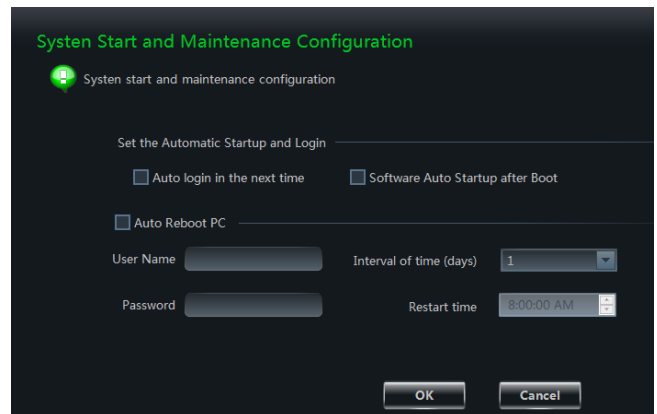 Systen Start and Maintenance Configuration
Systen start and maintenance configuration
Set the Automatic Startup and Login
Auto login in the next time Software Auto Startup after Boot
Auto Reboot PC
User Name Interval of time (days) 1
Password Restart time 8:00:00 AM
OK Cancel